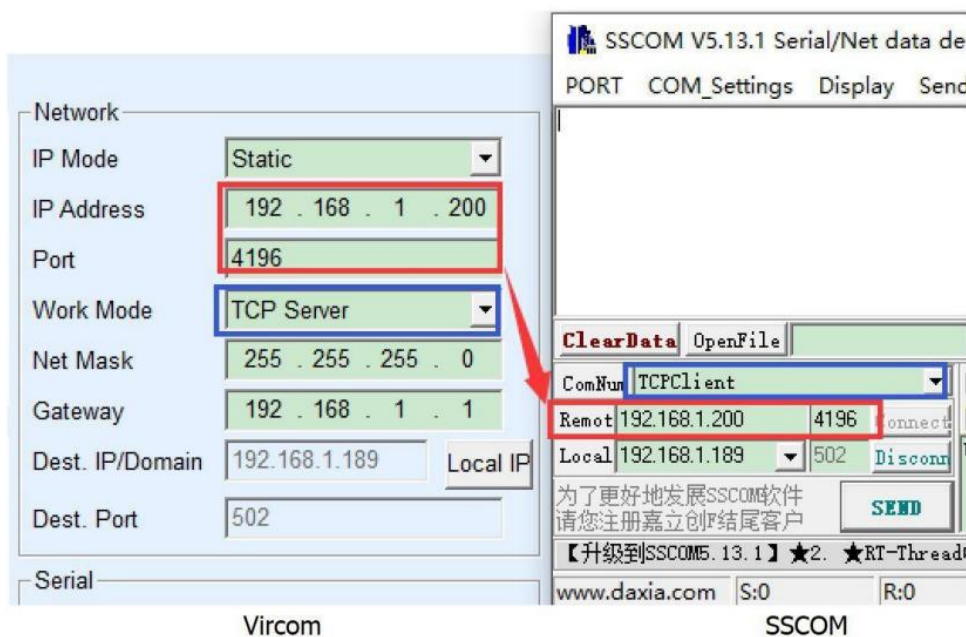 Network
IP Mode
Static
IP Address
192 . 168 . 1 . 200
Port
4196
Work Mode
TCP Server
Net Mask
255 . 255 . 255 . 0
Gateway
192 . 168 . 1 . 1
Dest. IP/Domain
192.168.1.189
Local IP
Dest. Port
502
Serial
Vircom
SSCOM V5.13.1 Serial/Net data de
PORT COM_Settings Display Send
ClearData OpenFile
ComNum TCPClient
Remot 192.168.1.200 4196 onnect
Local 192.168.1.189 502 Disconn
为了更好地发展SSCOM软件
请您注册嘉立创F结尾客户
SEND
【升级到SSCOM5.13.1】★2. ★RT-Thread
www.daxia.com S:0 R:0
SSCOM